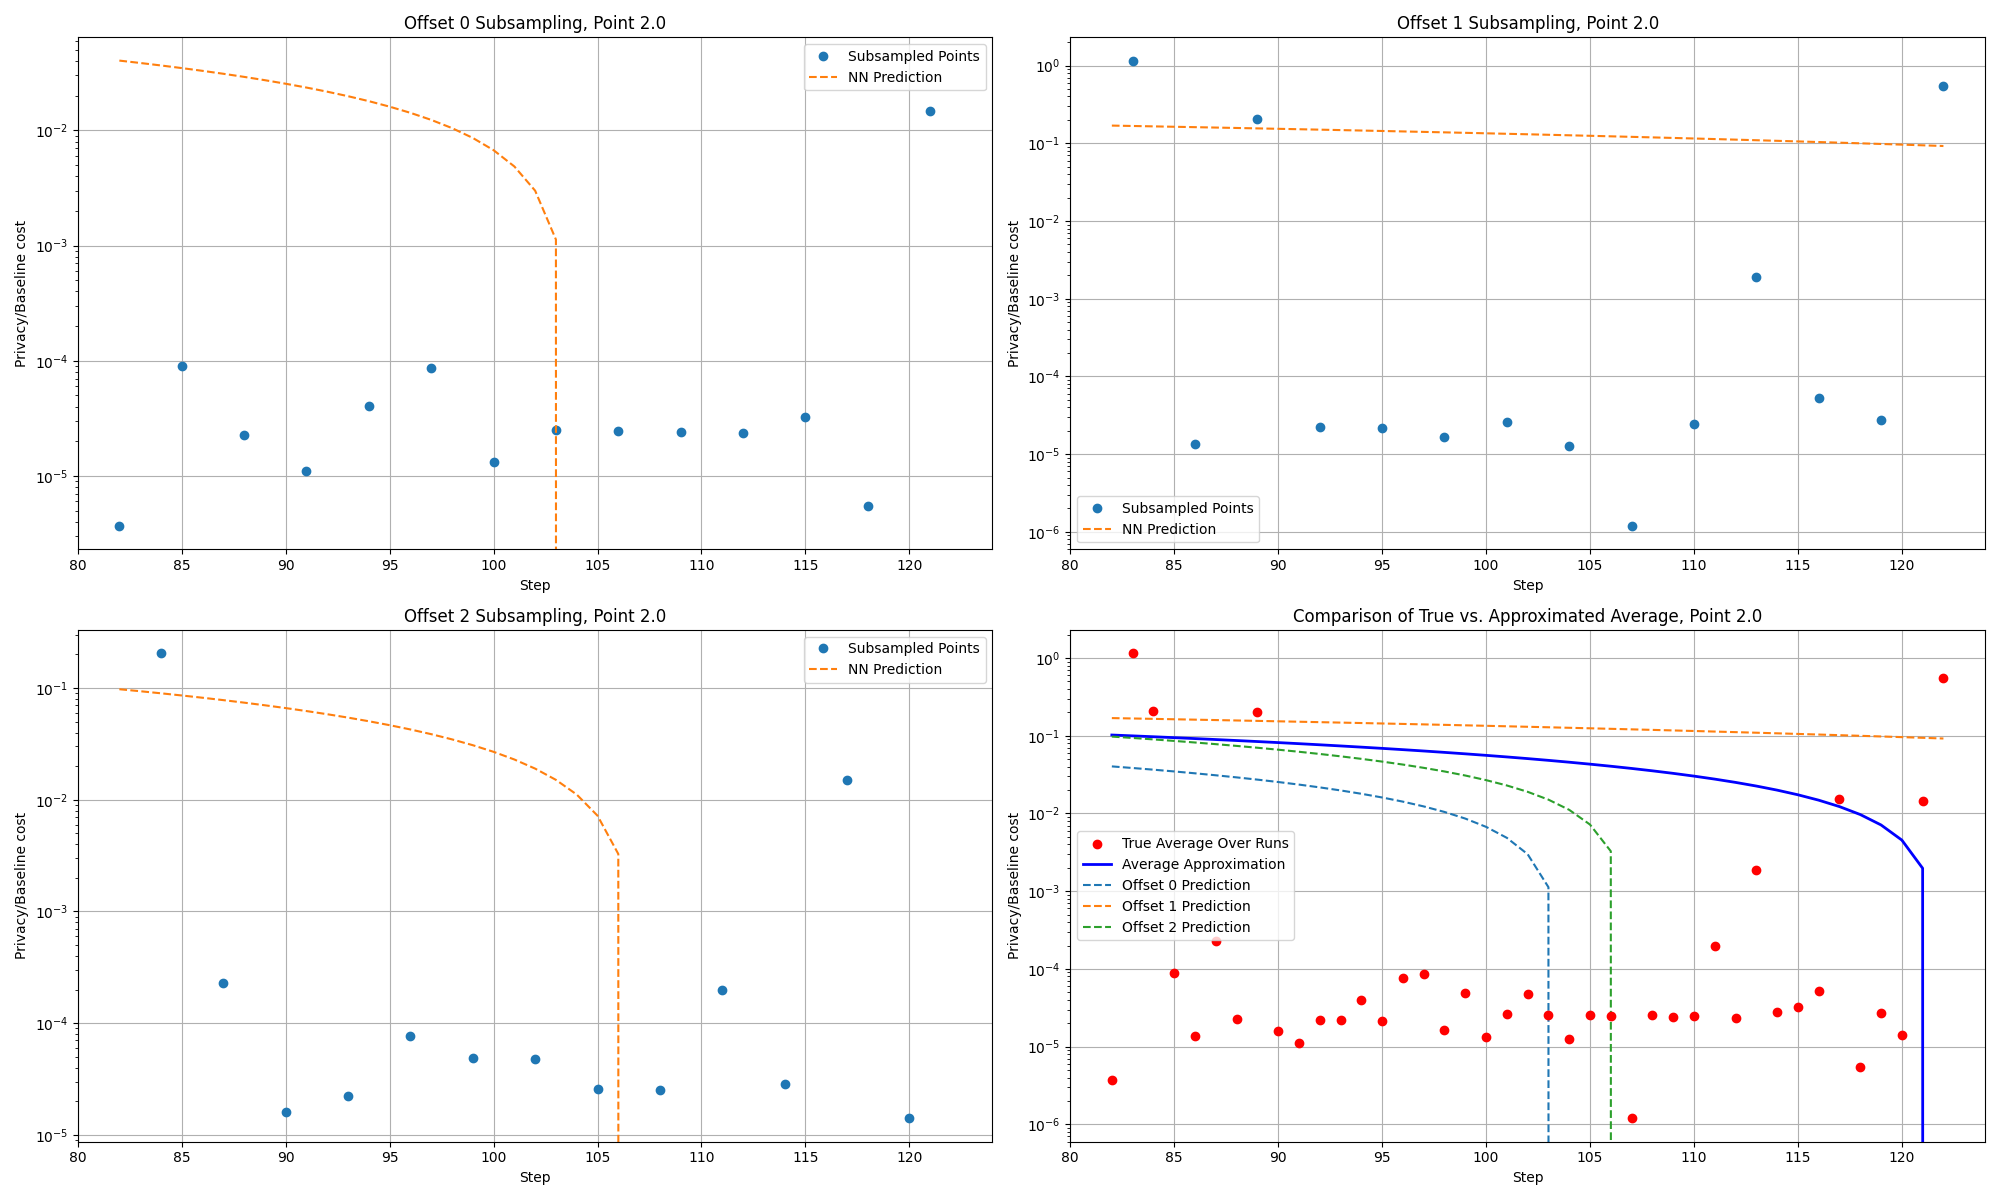 Offset 0 Subsampling, Point 2.0
Privacy/Baseline cost
10⁻²
10⁻³
10⁻⁴
10⁻⁵
Subsampled Points
NN Prediction
80 85 90 95 100 105 110 115 120
Step
Offset 1 Subsampling, Point 2.0
Privacy/Baseline cost
10⁰
10⁻¹
10⁻²
10⁻³
10⁻⁴
10⁻⁵
10⁻⁶
Subsampled Points
NN Prediction
80 85 90 95 100 105 110 115 120
Step
Offset 2 Subsampling, Point 2.0
Privacy/Baseline cost
10⁻¹
10⁻²
10⁻³
10⁻⁴
10⁻⁵
Subsampled Points
NN Prediction
80 85 90 95 100 105 110 115 120
Step
Comparison of True vs. Approximated Average, Point 2.0
Privacy/Baseline cost
10⁰
10⁻¹
10⁻²
10⁻³
10⁻⁴
10⁻⁵
10⁻⁶
True Average Over Runs
Average Approximation
Offset 0 Prediction
Offset 1 Prediction
Offset 2 Prediction
80 85 90 95 100 105 110 115 120
Step